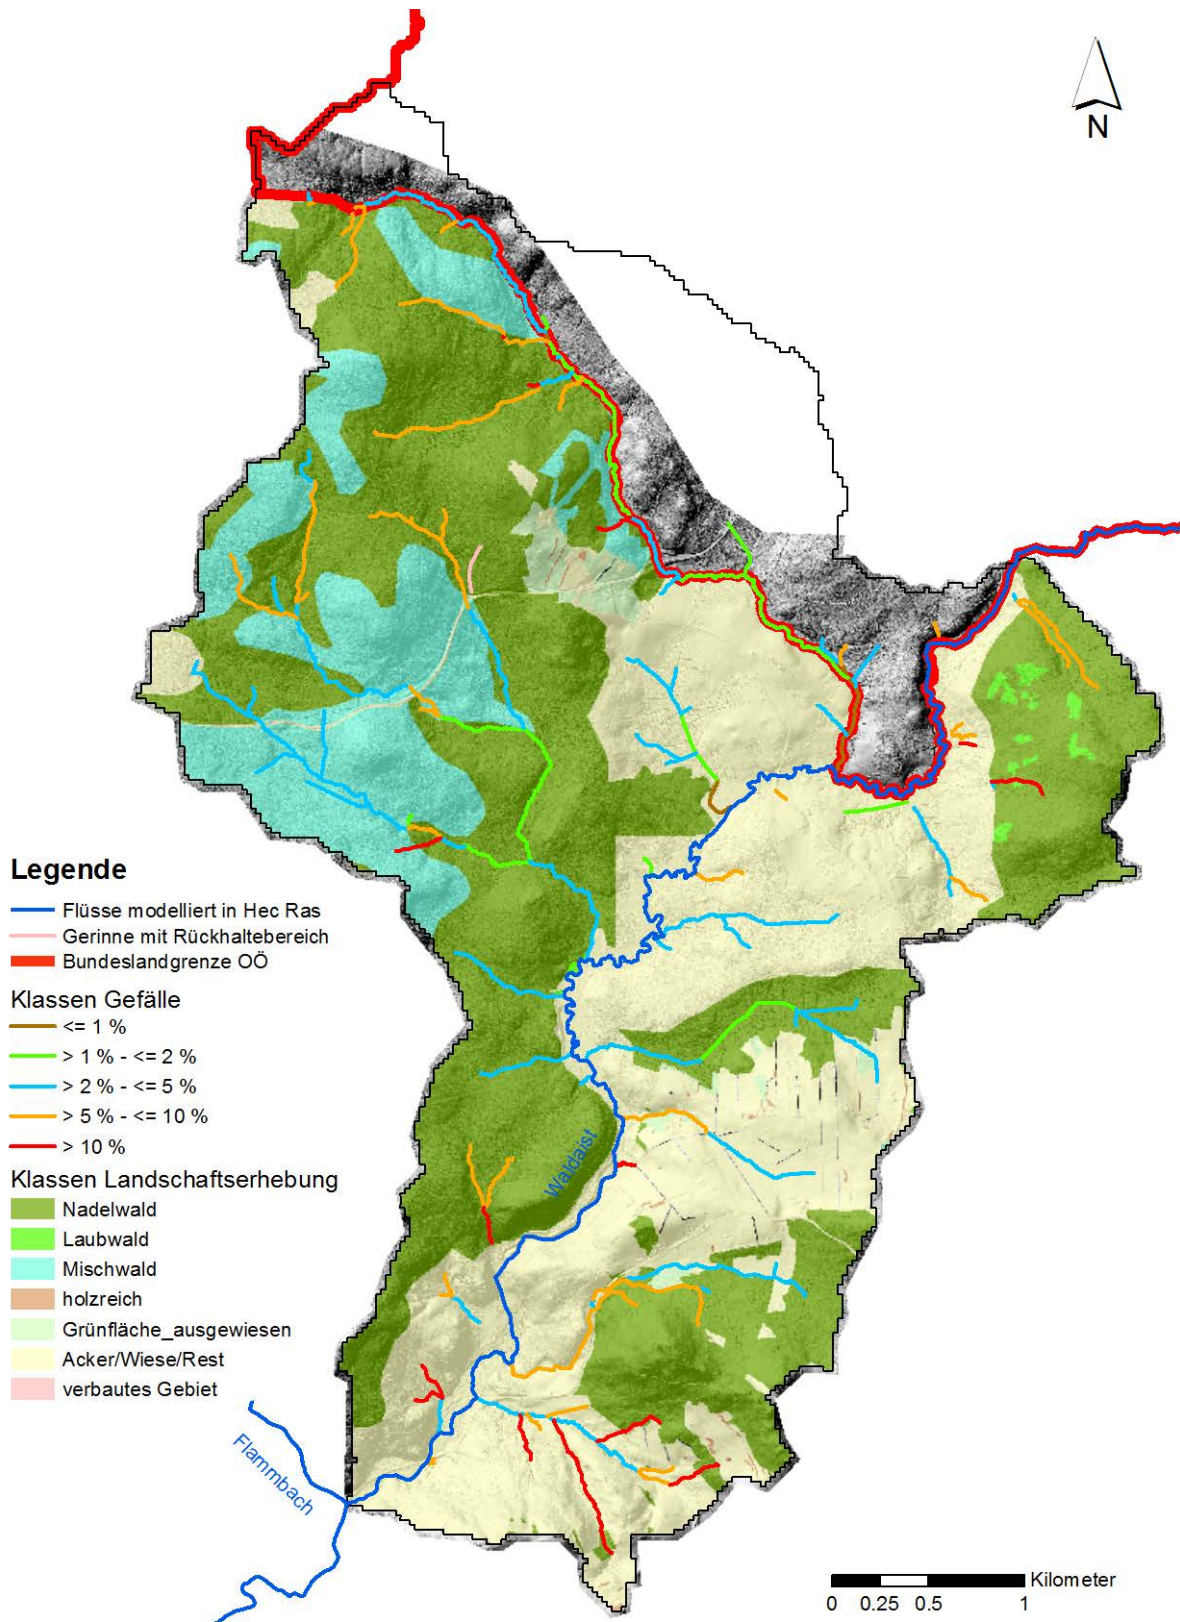 N
Legende
Flüsse modelliert in Hec Ras
Gerinne mit Rückhaltebereich
Bundeslandgrenze OÖ
Klassen Gefälle
<= 1 %
> 1 % - <= 2 %
> 2 % - <= 5 %
> 5 % - <= 10 %
> 10 %
Klassen Landschaftserhebung
Nadelwald
Laubwald
Mischwald
holzreich
Grünfläche_ausgewiesen
Acker/Wiese/Rest
verbautes Gebiet
Waldaist
Flammbach
Kilometer
0 0.25 0.5 1